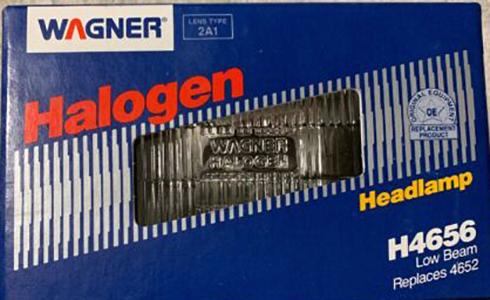 WAGNER®
LENS TYPE
2A1
Halogen
ORIGINAL EQUIPMENT
OE
REPLACEMENT
PRODUCT
WAGNER
HALOGEN
Headlamp
H4656
Low Beam
Replaces 4652